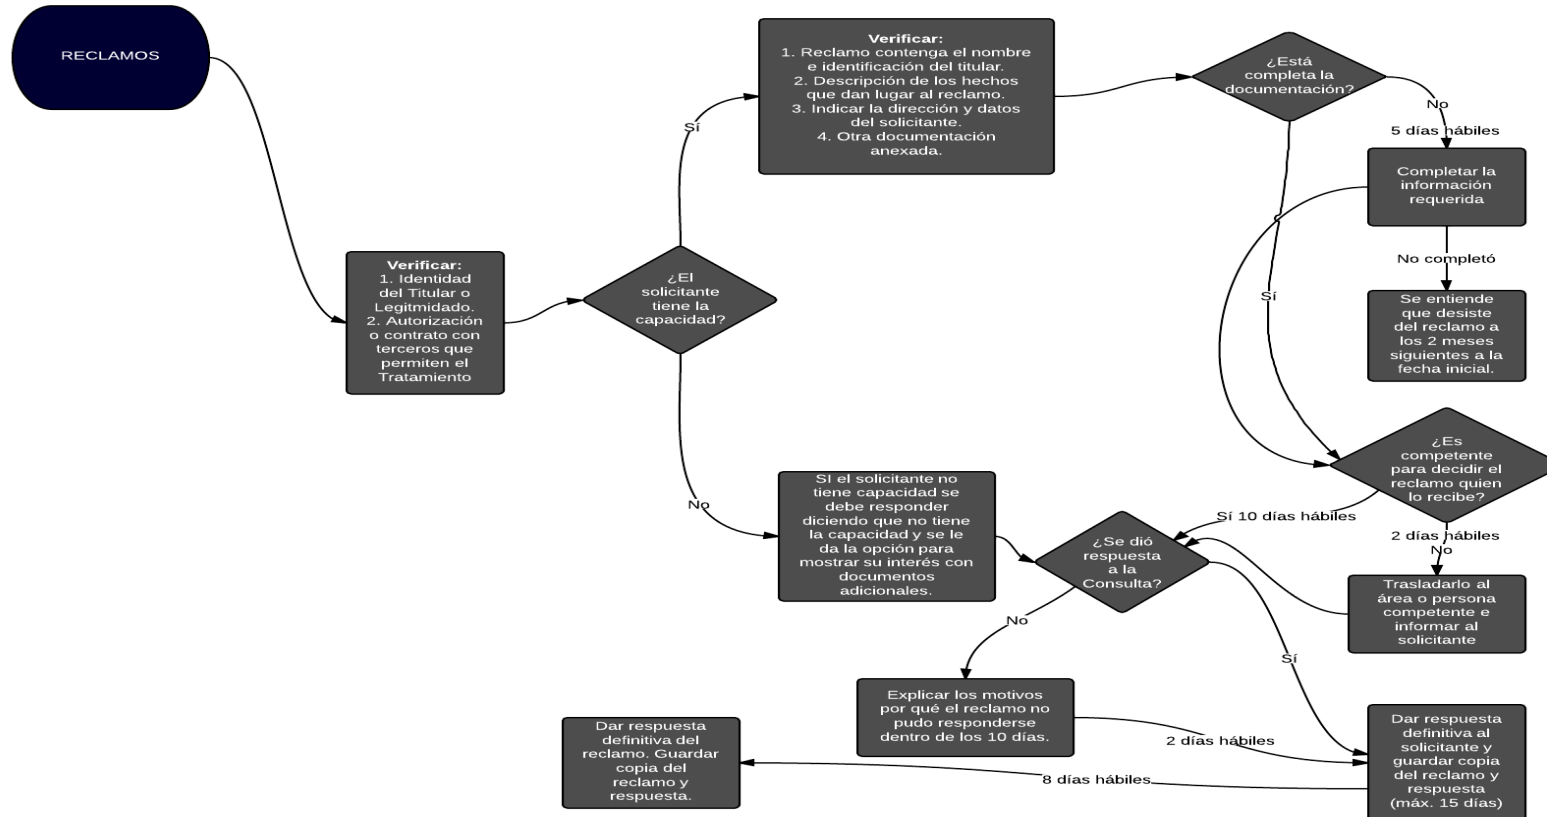 RECLAMOS
Verificar:
1. Identidad
del Titular o
Legitmidado.
2. Autorización
o contrato con
terceros que
permiten el
Tratamiento
¿El
solicitante
tiene la
capacidad?
Sí
Verificar:
1. Reclamo contenga el nombre
e identificación del titular.
2. Descripción de los hechos
que dan lugar al reclamo.
3. Indicar la dirección y datos
del solicitante.
4. Otra documentación
anexada.
¿Está
completa la
documentación?
No
5 días hábiles
Completar la
información
requerida
No completó
Se entiende
que desiste
del reclamo a
los 2 meses
siguientes a la
fecha inicial.
Sí
¿Es
competente
para decidir el
reclamo quien
lo recibe?
No
SI el solicitante no
tiene capacidad se
debe responder
diciendo que no tiene
la capacidad y se le
da la opción para
mostrar su interés con
documentos
adicionales.
Sí 10 días hábiles
2 días hábiles
No
Trasladarlo al
área o persona
competente e
informar al
solicitante
¿Se dió
respuesta
a la
Consulta?
No
Sí
Explicar los motivos
por qué el reclamo no
pudo responderse
dentro de los 10 días.
2 días hábiles
Dar respuesta
definitiva al
solicitante y
guardar copia
del reclamo y
respuesta
(máx. 15 días)
8 días hábiles
Dar respuesta
definitiva del
reclamo. Guardar
copia del
reclamo y
respuesta.